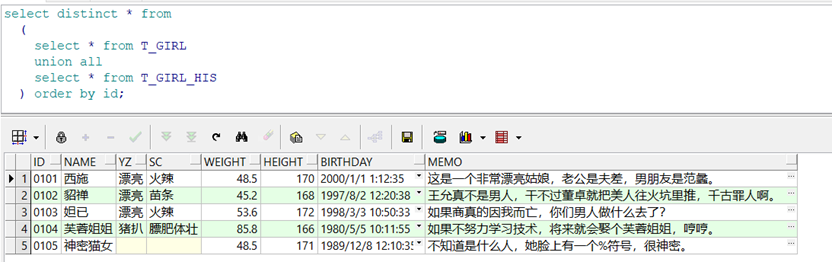 select distinct * from
(
select * from T_GIRL
union all
select * from T_GIRL_HIS
) order by id;
ID NAME YZ SC WEIGHT HEIGHT BIRTHDAY MEMO
1 0101 西施 漂亮 火辣 48.5 170 2000/1/1 1:12:35 这是一个非常漂亮姑娘，老公是夫差，男朋友是范蠡。 ...
2 0102 貂禅 漂亮 苗条 45.2 168 1997/8/2 12:20:38 王允真不是男人，干不过董卓就把美人往火坑里推，千古罪人啊。 ...
3 0103 妲已 漂亮 火辣 53.6 172 1998/3/3 10:50:33 如果商真的因我而亡，你们男人做什么去了? ...
4 0104 芙蓉姐姐 猪扒 膘肥体壮 85.8 166 1980/5/5 10:11:55 如果不努力学习技术，将来就会娶个芙蓉姐姐，哼哼。 ...
5 0105 神密猫女 48.5 171 1989/12/8 12:10:35 不知道是什么人，她脸上有一个%符号，很神密。 ...